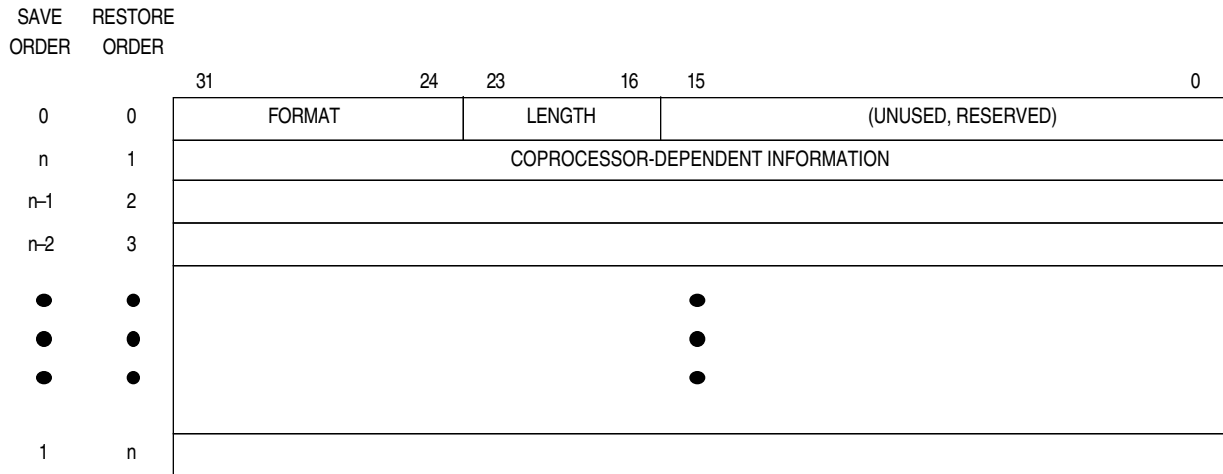 SAVE RESTORE
ORDER ORDER
31 24 23 16 15 0
0 0 FORMAT LENGTH (UNUSED, RESERVED)
n 1 COPROCESSOR-DEPENDENT INFORMATION
n–1 2
n–2 3
1 n